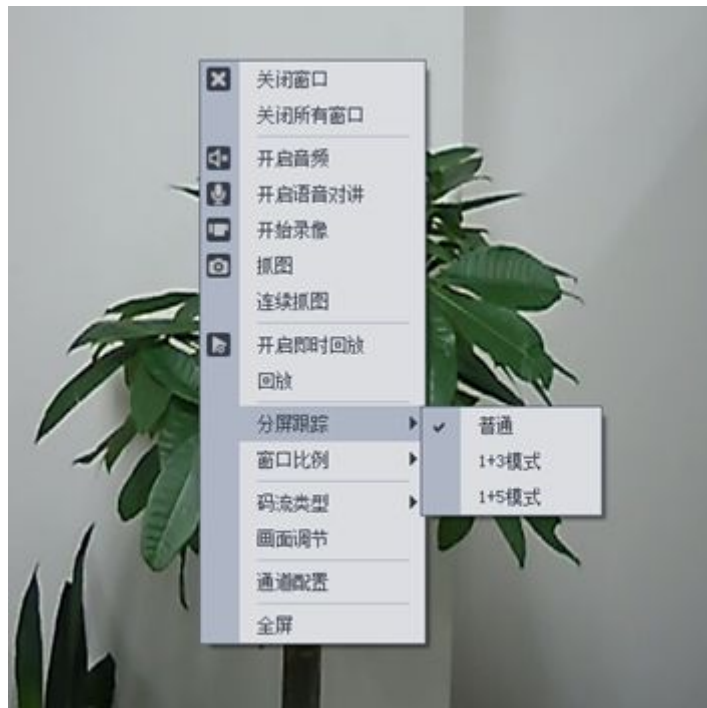 关闭窗口
关闭所有窗口
开启音频
开启语音对讲
开始录像
抓图
连续抓图
开启即时回放
回放
分屏跟踪
普通
窗口比例
1+3模式
码流类型
1+5模式
画面调节
通道配置
全屏